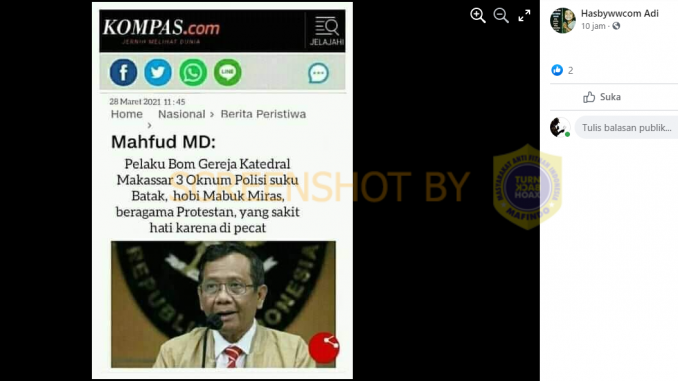 KOMPAS.com
JERNIH MELIHAT DUNIA
JELAJAHI
28 Maret 2021 11:45
Home Nasional > Berita Peristiwa
>
Mahfud MD:
Pelaku Bom Gereja Katedral
Makassar 3 Oknum Polisi suku
Batak, hobi Mabuk Miras,
beragama Protestan, yang sakit
hati karena di pecat
REPUBLIK INDONESIA
SCREENSHOT BY
MASYARAKAT ANTI FITNAH INDONESIA
TURN
BACK
HOAX
MAFINDO
Hasbywwcom Adi
10 jam
2
Suka
Tulis balasan publik...